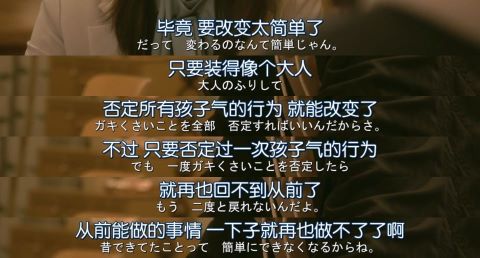 毕竟 要改变太简单了
だって 変わるのなんて簡単じゃん。
只要装得像个大人
大人のふりして
否定所有孩子气的行为 就能改变了
ガキくさいことを全部 否定すればいいんだからさ。
不过 只要否定过一次孩子气的行为
でも 一度ガキくさいことを否定したら
就再也回不到从前了
もう 二度と戻れないんだよ。
从前能做的事情 一下子就再也做不了了啊
昔できてたことって 簡単にできなくなるからね。